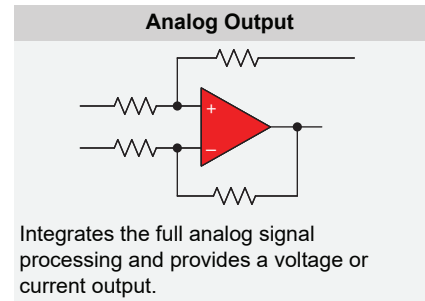 Analog Output
+
−
Integrates the full analog signal
processing and provides a voltage or
current output.